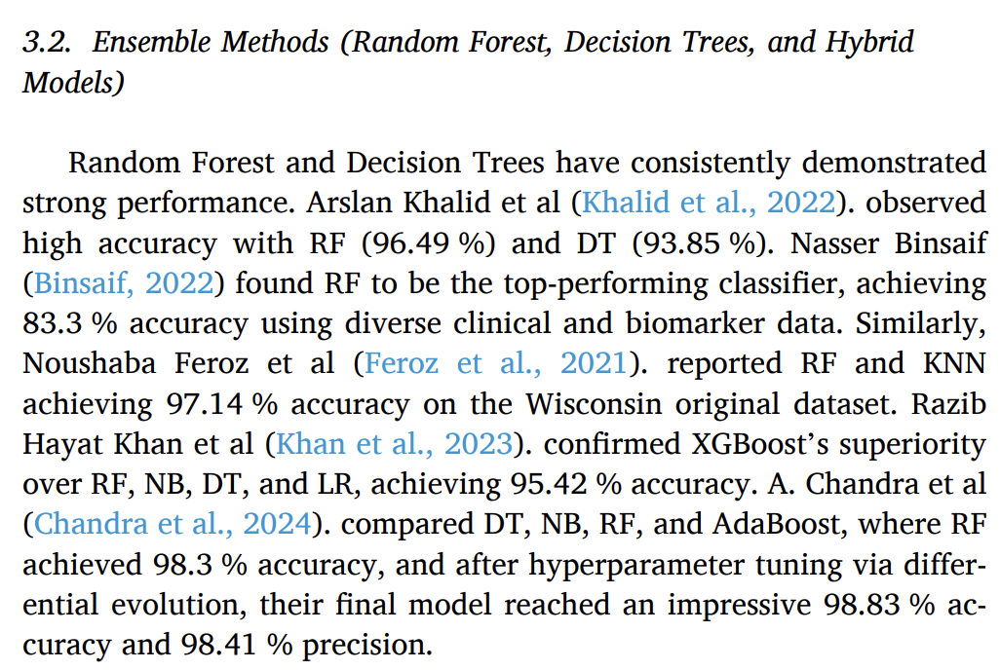 3.2. Ensemble Methods (Random Forest, Decision Trees, and Hybrid
Models)
Random Forest and Decision Trees have consistently demonstrated
strong performance. Arslan Khalid et al (Khalid et al., 2022). observed
high accuracy with RF (96.49 %) and DT (93.85 %). Nasser Binsaif
(Binsaif, 2022) found RF to be the top-performing classifier, achieving
83.3 % accuracy using diverse clinical and biomarker data. Similarly,
Noushaba Feroz et al (Feroz et al., 2021). reported RF and KNN
achieving 97.14 % accuracy on the Wisconsin original dataset. Razib
Hayat Khan et al (Khan et al., 2023). confirmed XGBoost’s superiority
over RF, NB, DT, and LR, achieving 95.42 % accuracy. A. Chandra et al
(Chandra et al., 2024). compared DT, NB, RF, and AdaBoost, where RF
achieved 98.3 % accuracy, and after hyperparameter tuning via differ-
ential evolution, their final model reached an impressive 98.83 % ac-
curacy and 98.41 % precision.